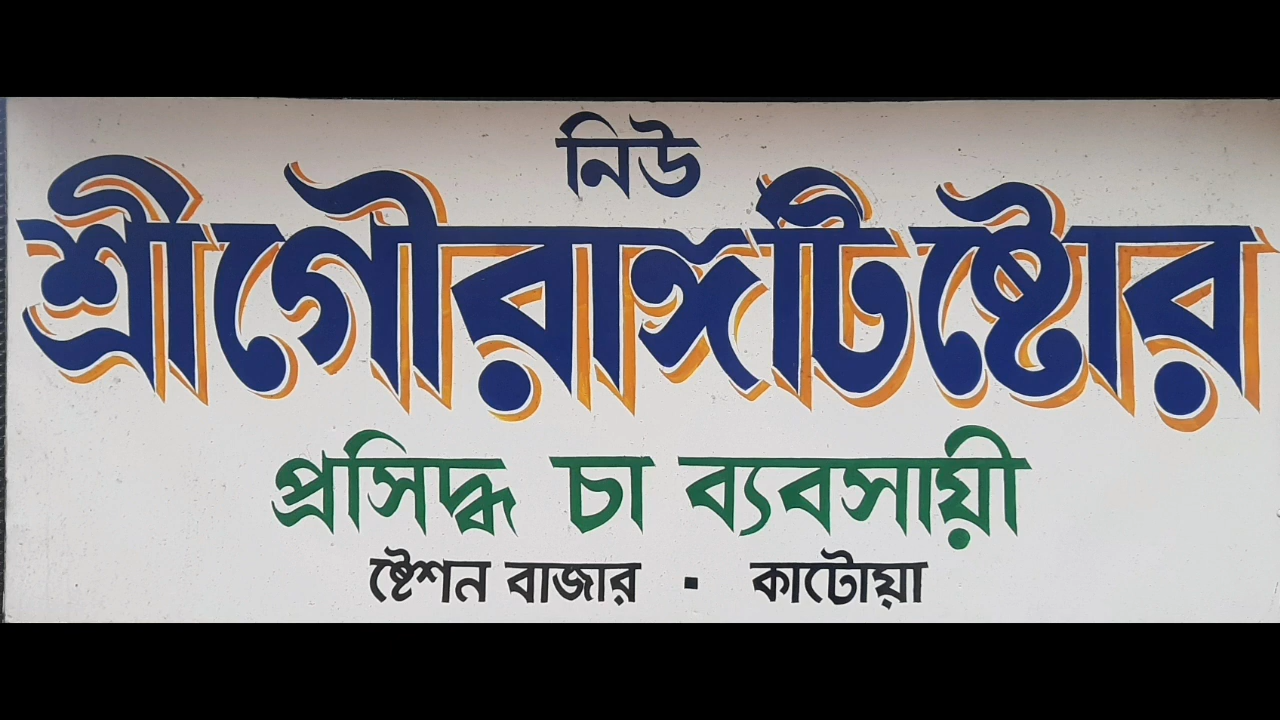 নিউ
শ্রীগৌরাঙ্গটিষ্টোর
প্রসিদ্ধ চা ব্যবসায়ী
ষ্টেশন বাজার ▪ কাটোয়া